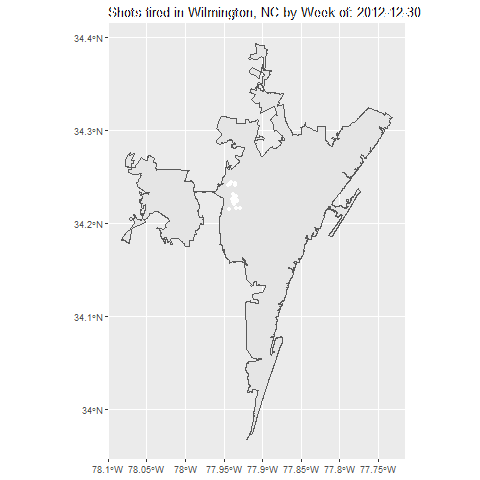 Shots fired in Wilmington, NC by Week of: 2012-12-30
34.4°N
34.3°N
34.2°N
34.1°N
34°N
78.1°W 78.05°W 78°W 77.95°W 77.9°W 77.85°W 77.8°W 77.75°W